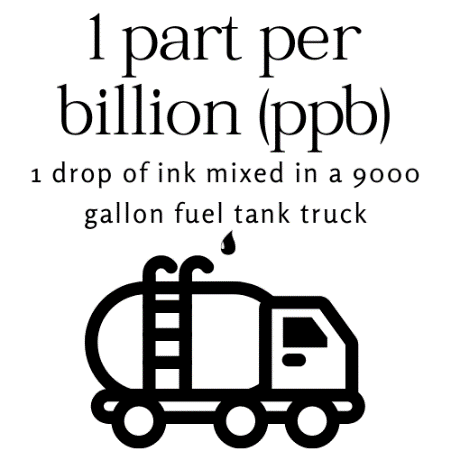 1 part per
billion (ppb)
1 drop of ink mixed in a 9000
gallon fuel tank truck